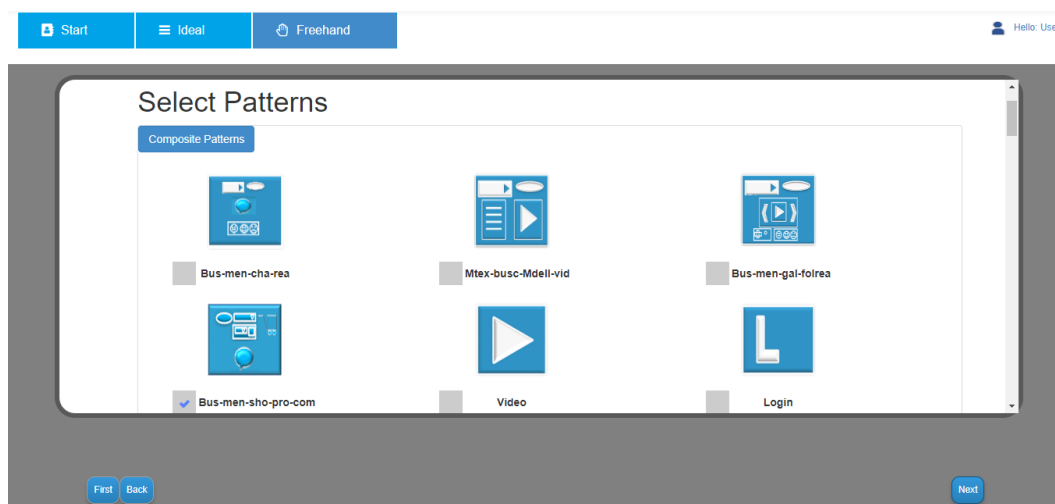 Start
Ideal
Freehand
Hello: Use
Select Patterns
Composite Patterns
Bus-men-cha-rea
Mtex-busc-Mdell-vid
Bus-men-gal-folrea
L
Bus-men-sho-pro-com
Video
Login
First
Back
Next